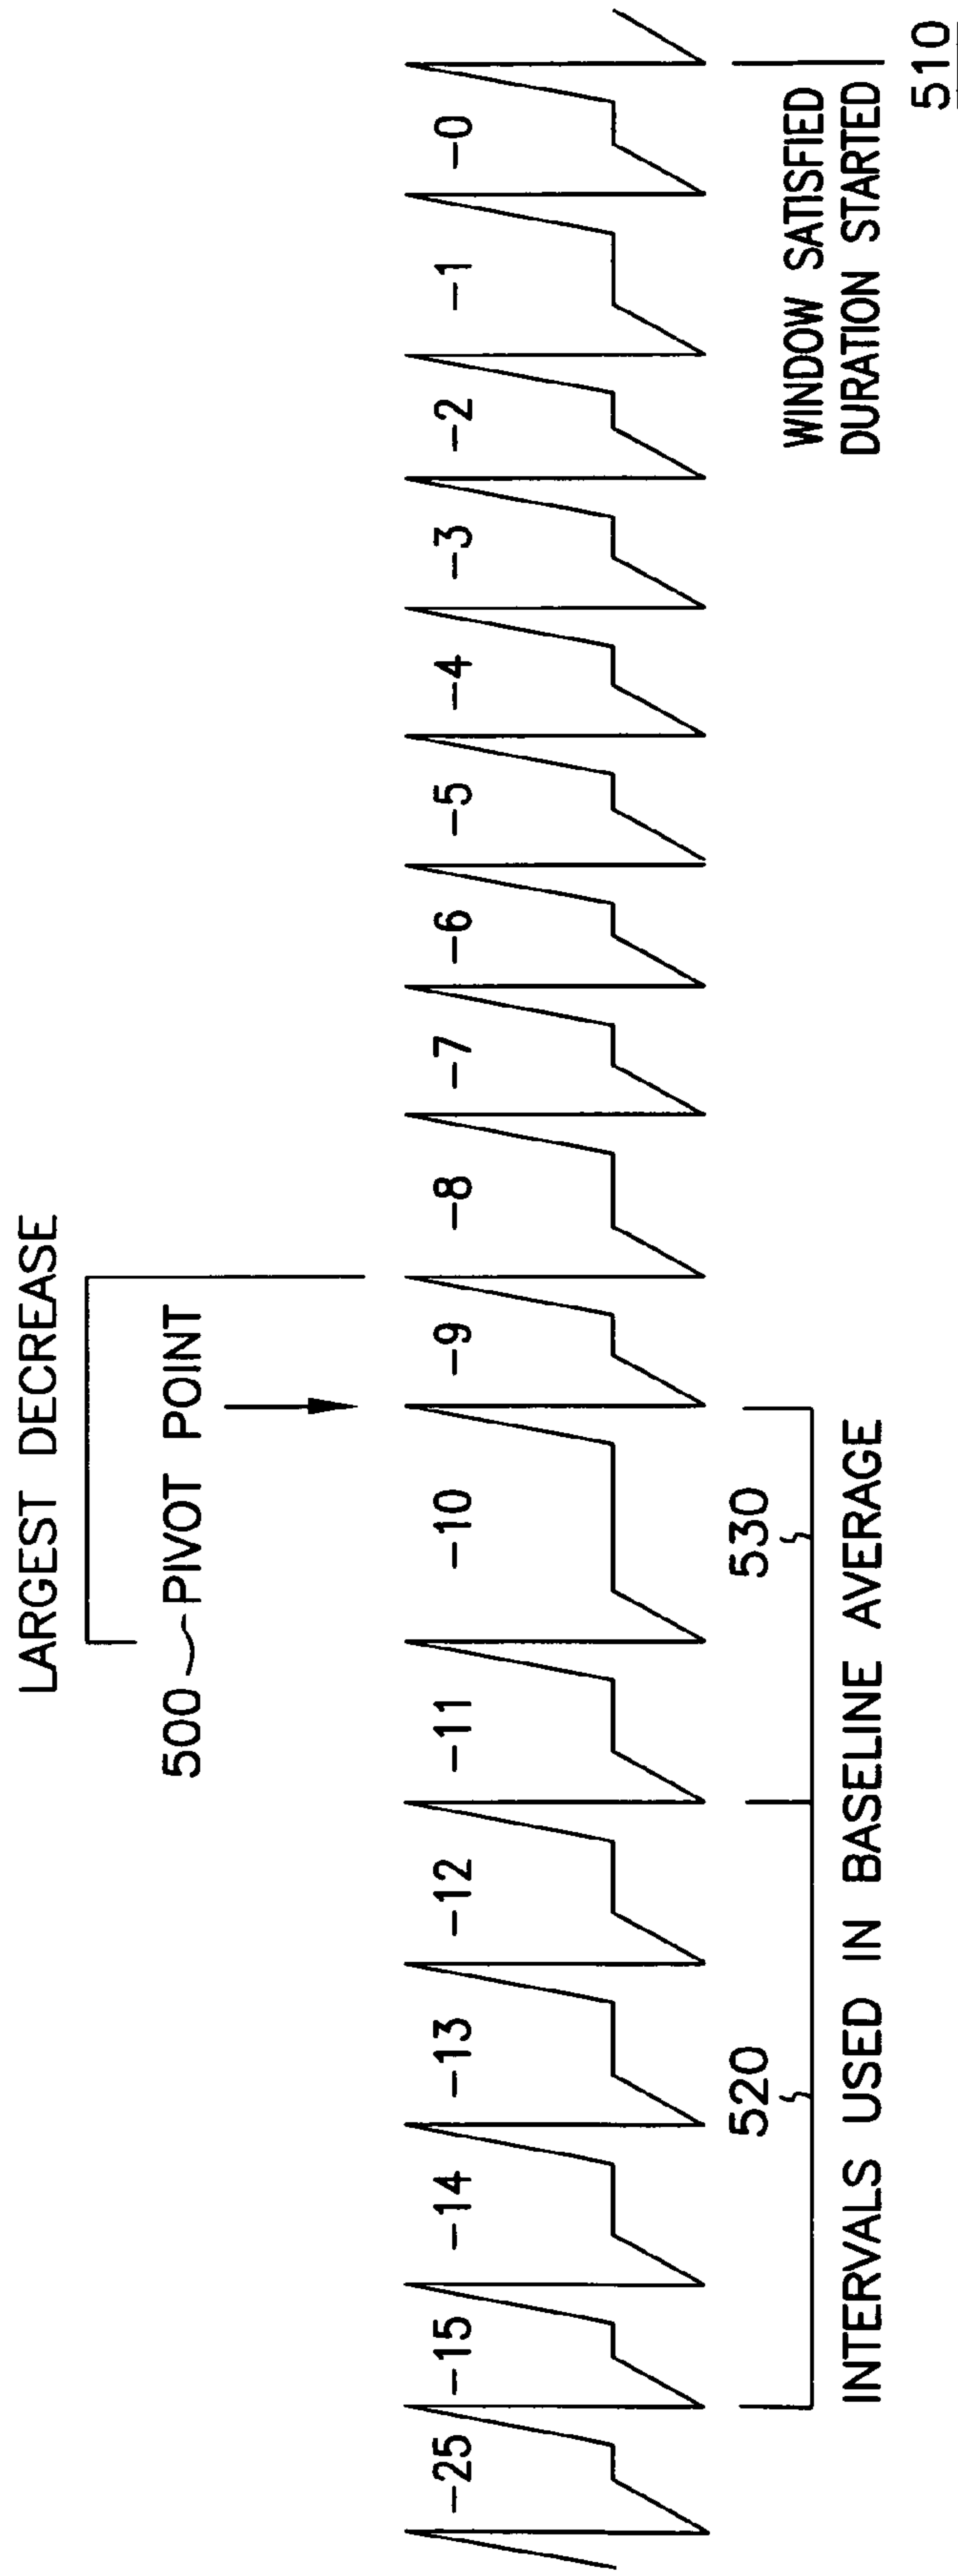 LARGEST DECREASE
500 PIVOT POINT
-25 -15 -14 -13 -12 -11 -10 -9 -8 -7 -6 -5 -4 -3 -2 -1 -0
520 530
INTERVALS USED IN BASELINE AVERAGE
WINDOW SATISFIED
DURATION STARTED
510